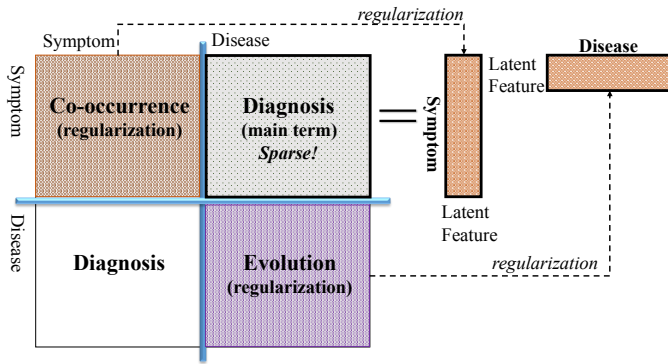 regularization
Symptom
Disease
Symptom
Co-occurrence
(regularization)
Diagnosis
(main term)
Sparse!
Symptom
Latent
Feature
Disease
Latent
Feature
Disease
Diagnosis
Evolution
(regularization)
regularization